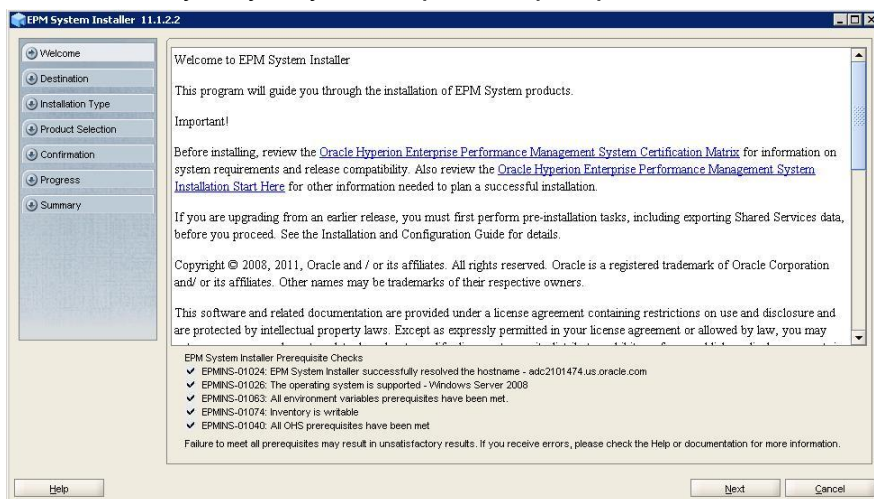 EPM System Installer 11.1.2.2
Welcome
Destination
Installation Type
Product Selection
Confirmation
Progress
Summary
Welcome to EPM System Installer
This program will guide you through the installation of EPM System products.
Important!
Before installing, review the Oracle Hyperion Enterprise Performance Management System Certification Matrix for information on
system requirements and release compatibility. Also review the Oracle Hyperion Enterprise Performance Management System
Installation Start Here for other information needed to plan a successful installation.
If you are upgrading from an earlier release, you must first perform pre-installation tasks, including exporting Shared Services data,
before you proceed. See the Installation and Configuration Guide for details.
Copyright © 2008, 2011, Oracle and / or its affiliates. All rights reserved. Oracle is a registered trademark of Oracle Corporation
and/ or its affiliates. Other names may be trademarks of their respective owners.
This software and related documentation are provided under a license agreement containing restrictions on use and disclosure and
are protected by intellectual property laws. Except as expressly permitted in your license agreement or allowed by law, you may
EPM System Installer Prerequisite Checks
EPMINS-01024: EPM System Installer successfully resolved the hostname - adc2101474.us.oracle.com
EPMINS-01026: The operating system is supported - Windows Server 2008
EPMINS-01063: All environment variables prerequisites have been met.
EPMINS-01074: Inventory is writable
EPMINS-01040: All OHS prerequisites have been met
Failure to meet all prerequisites may result in unsatisfactory results. If you receive errors, please check the Help or documentation for more information.
Help
Next
Cancel